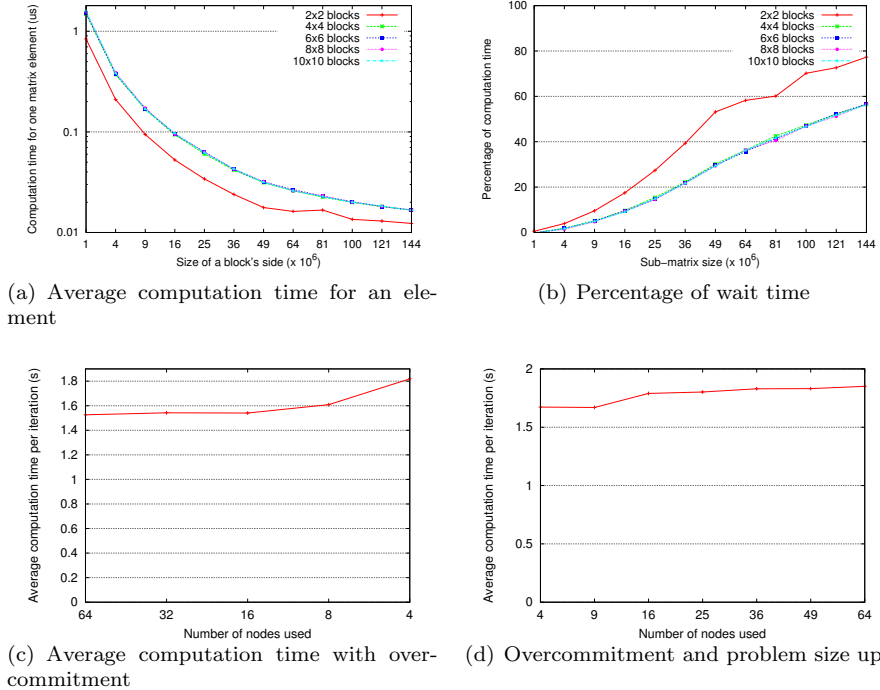 Computation time for one matrix element (us)
1
0.1
0.01
2x2 blocks
4x4 blocks
6x6 blocks
8x8 blocks
10x10 blocks
1 4 9 16 25 36 49 64 81 100 121 144
Size of a block's side (x 10^6)
(a) Average computation time for an ele-
ment
Percentage of computation time
100
80
60
40
20
0
2x2 blocks
4x4 blocks
6x6 blocks
8x8 blocks
10x10 blocks
1 4 9 16 25 36 49 64 81 100 121 144
Sub-matrix size (x 10^6)
(b) Percentage of wait time
Average computation time per iteration (s)
1.8
1.6
1.4
1.2
1
0.8
0.6
0.4
0.2
0
64 32 16 8 4
Number of nodes used
(c) Average computation time with over-
commitment
Average computation time per iteration (s)
2
1.5
1
0.5
0
4 9 16 25 36 49 64
Number of nodes used
(d) Overcommitment and problem size up